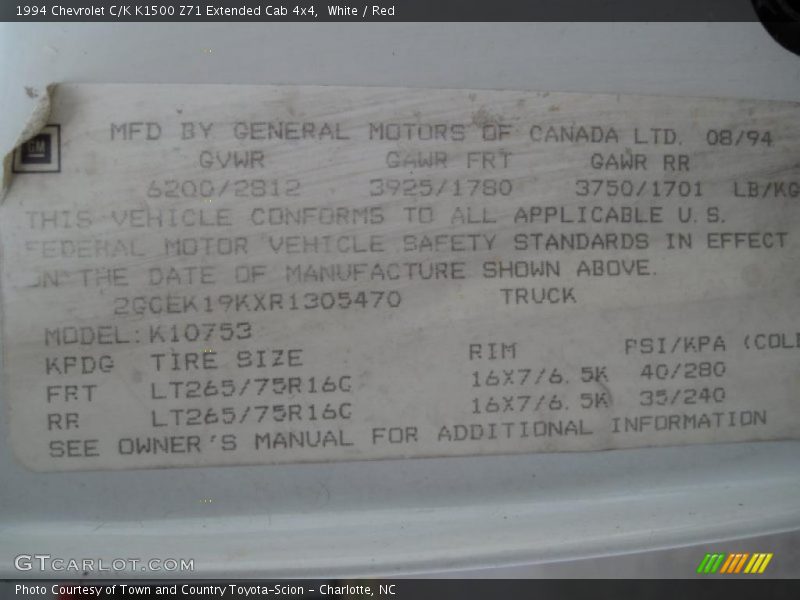 1994 Chevrolet C/K K1500 Z71 Extended Cab 4x4, White / Red
MFD BY GENERAL MOTORS OF CANADA LTD. 08/94
GM
GVWR GAWR FRT GAWR RR
6200/2812 3925/1780 3750/1701 LB/KG
THIS VEHICLE CONFORMS TO ALL APPLICABLE U.S.
FEDERAL MOTOR VEHICLE SAFETY STANDARDS IN EFFECT
ON THE DATE OF MANUFACTURE SHOWN ABOVE.
2GCEK19KXR1305470 TRUCK
MODEL: K10753
KPDG TIRE SIZE RIM PSI/KPA (COLD
FRT LT265/75R16C 16X7/6.5K 40/280
RR LT265/75R16C 16X7/6.5K 35/240
SEE OWNER'S MANUAL FOR ADDITIONAL INFORMATION
GTCARLOT.COM
Photo Courtesy of Town and Country Toyota-Scion - Charlotte, NC